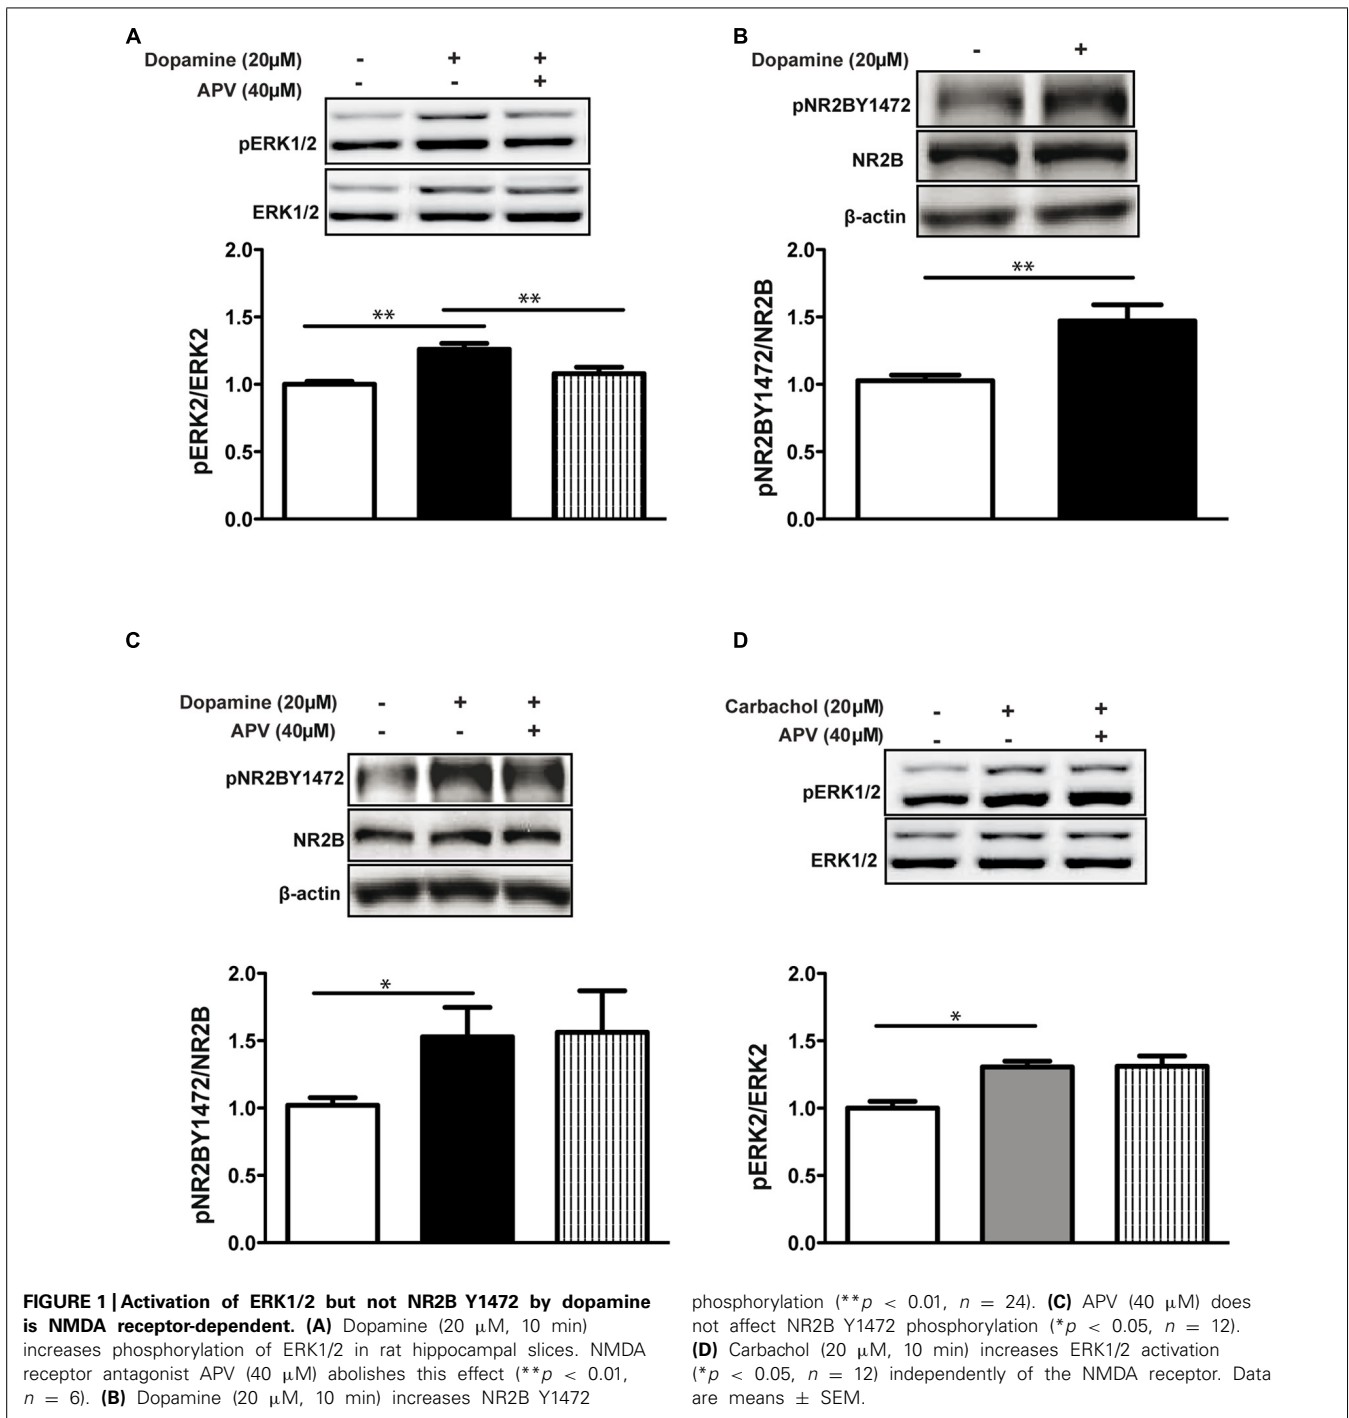 A
Dopamine (20µM) - + +
APV (40µM) - - +
pERK1/2
ERK1/2
2.0
1.5
1.0
0.5
0.0
pERK2/ERK2
**
**
B
Dopamine (20µM) - +
pNR2BY1472
NR2B
β-actin
2.0
1.5
1.0
0.5
0.0
pNR2BY1472/NR2B
**
C
Dopamine (20µM) - + +
APV (40µM) - - +
pNR2BY1472
NR2B
β-actin
2.0
1.5
1.0
0.5
0.0
pNR2BY1472/NR2B
*
D
Carbachol (20µM) - + +
APV (40µM) - - +
pERK1/2
ERK1/2
2.0
1.5
1.0
0.5
0.0
pERK2/ERK2
*
FIGURE 1 | Activation of ERK1/2 but not NR2B Y1472 by dopamine
is NMDA receptor-dependent. (A) Dopamine (20 μM, 10 min)
increases phosphorylation of ERK1/2 in rat hippocampal slices. NMDA
receptor antagonist APV (40 μM) abolishes this effect (**p < 0.01,
n = 6). (B) Dopamine (20 μM, 10 min) increases NR2B Y1472
phosphorylation (**p < 0.01, n = 24). (C) APV (40 μM) does
not affect NR2B Y1472 phosphorylation (*p < 0.05, n = 12).
(D) Carbachol (20 μM, 10 min) increases ERK1/2 activation
(*p < 0.05, n = 12) independently of the NMDA receptor. Data
are means ± SEM.